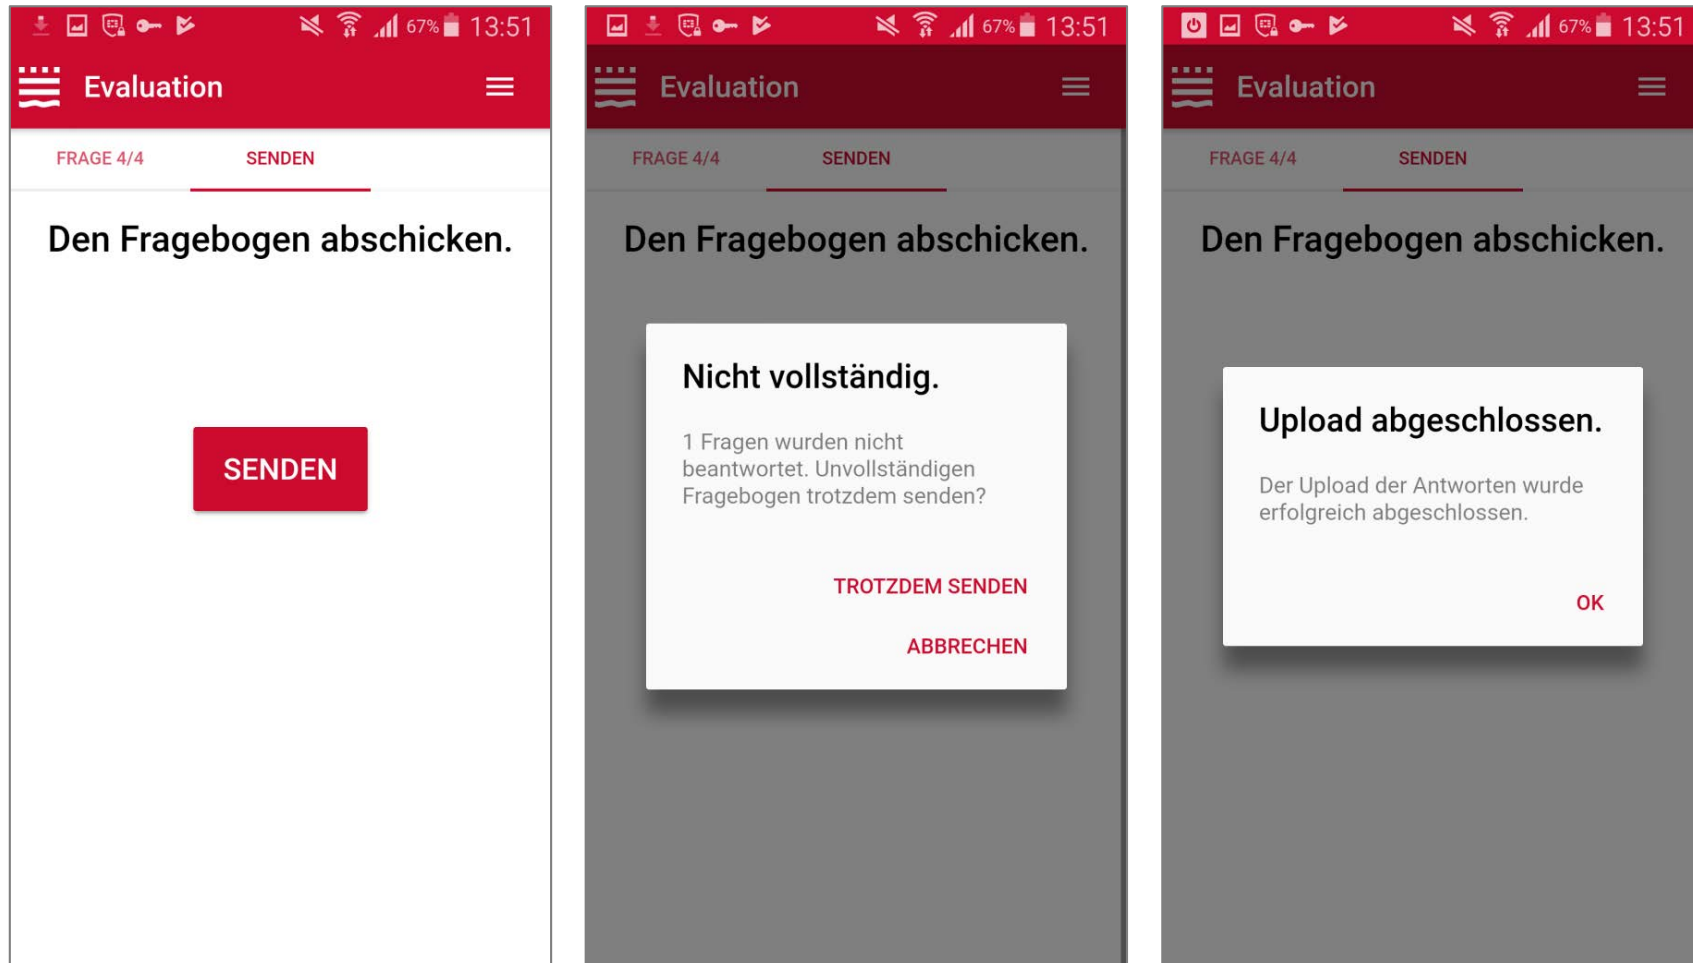 67% 13:51
Evaluation
FRAGE 4/4 SENDEN
Den Fragebogen abschicken.
SENDEN
67% 13:51
Evaluation
FRAGE 4/4 SENDEN
Den Fragebogen abschicken.
Nicht vollständig.
1 Fragen wurden nicht
beantwortet. Unvollständigen
Fragebogen trotzdem senden?
TROTZDEM SENDEN
ABBRECHEN
67% 13:51
Evaluation
FRAGE 4/4 SENDEN
Den Fragebogen abschicken.
Upload abgeschlossen.
Der Upload der Antworten wurde
erfolgreich abgeschlossen.
OK